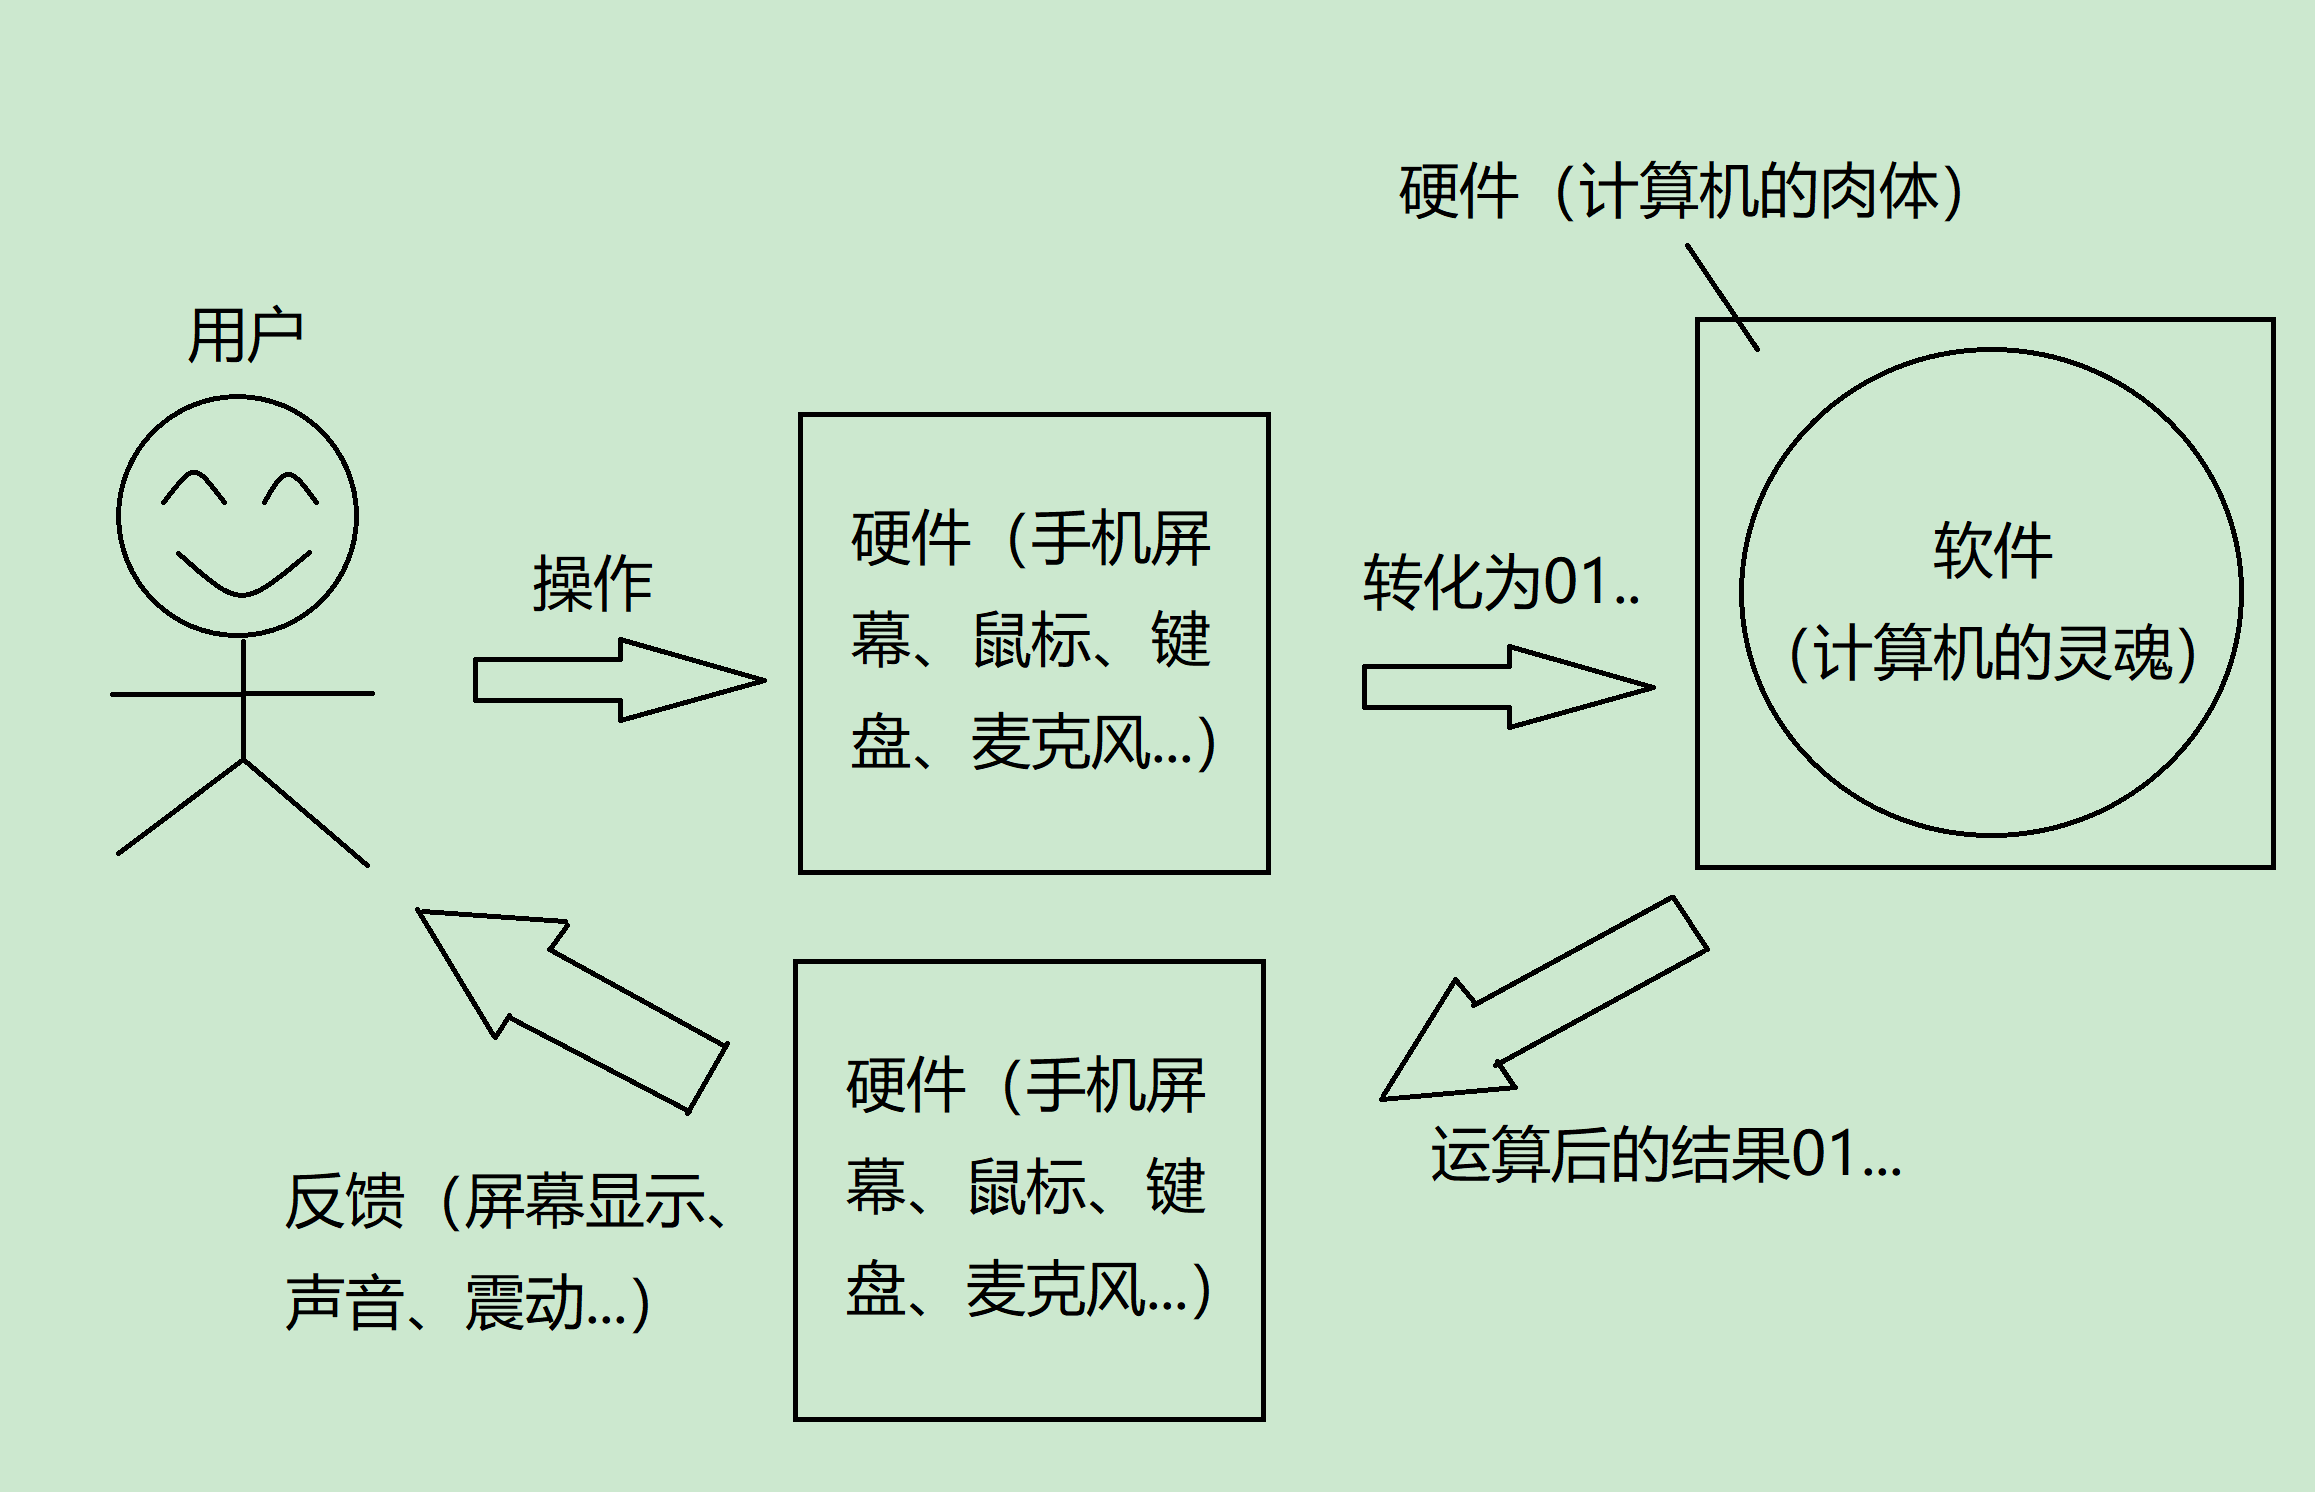 硬件（计算机的肉体）
用户
操作
硬件（手机屏
幕、鼠标、键
盘、麦克风...）
转化为01..
软件
（计算机的灵魂）
运算后的结果01...
硬件（手机屏
幕、鼠标、键
盘、麦克风...）
反馈（屏幕显示、
声音、震动...）